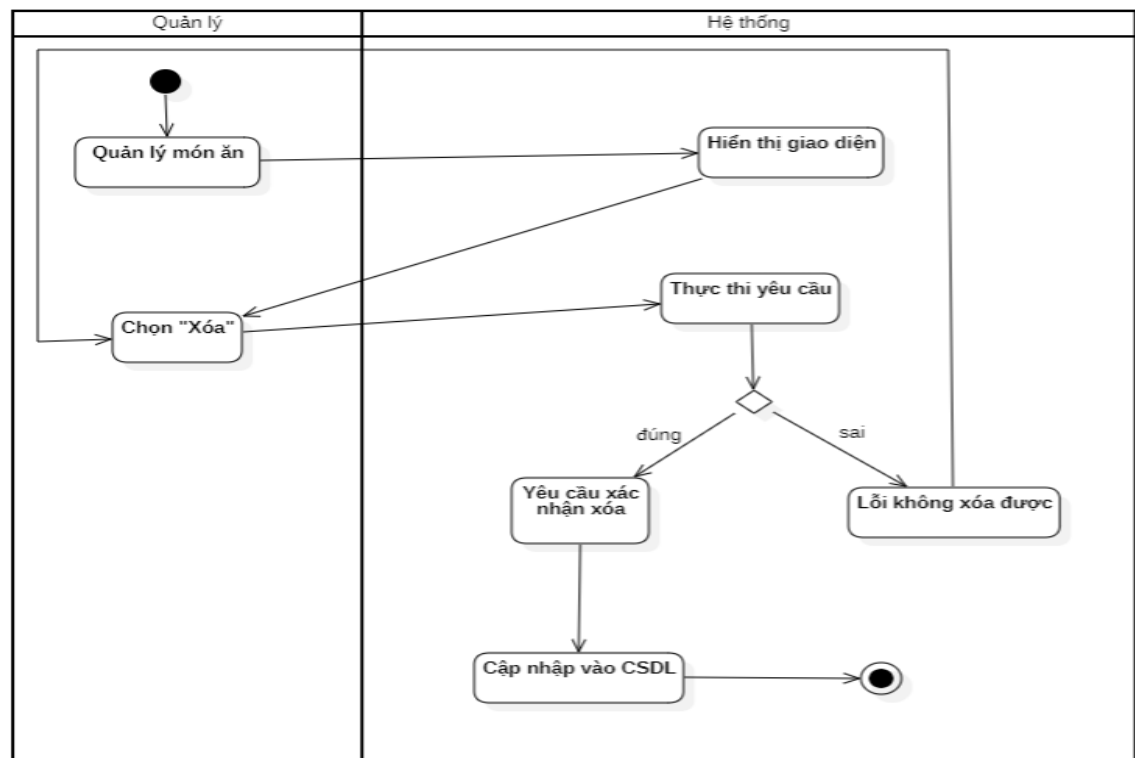 Quản lý
Hệ thống
Quản lý món ăn
Hiển thị giao diện
Thực thi yêu cầu
Chọn "Xóa"
đúng
sai
Yêu cầu xác
nhận xóa
Lỗi không xóa được
Cập nhập vào CSDL